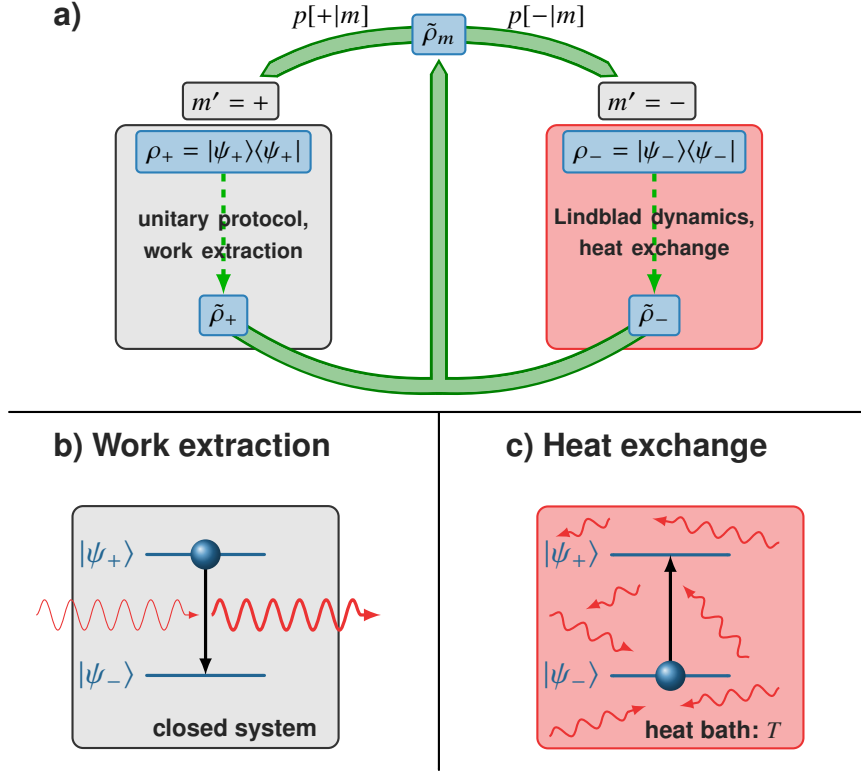 a)
p[+|m]
ρ̃ₘ
p[−|m]
m′ = +
m′ = −
ρ₊ = |ψ₊⟩⟨ψ₊|
ρ₋ = |ψ₋⟩⟨ψ₋|
unitary protocol,
work extraction
Lindblad dynamics,
heat exchange
ρ̃₊
ρ̃₋
b) Work extraction
|ψ₊⟩
|ψ₋⟩
closed system
c) Heat exchange
|ψ₊⟩
|ψ₋⟩
heat bath: T